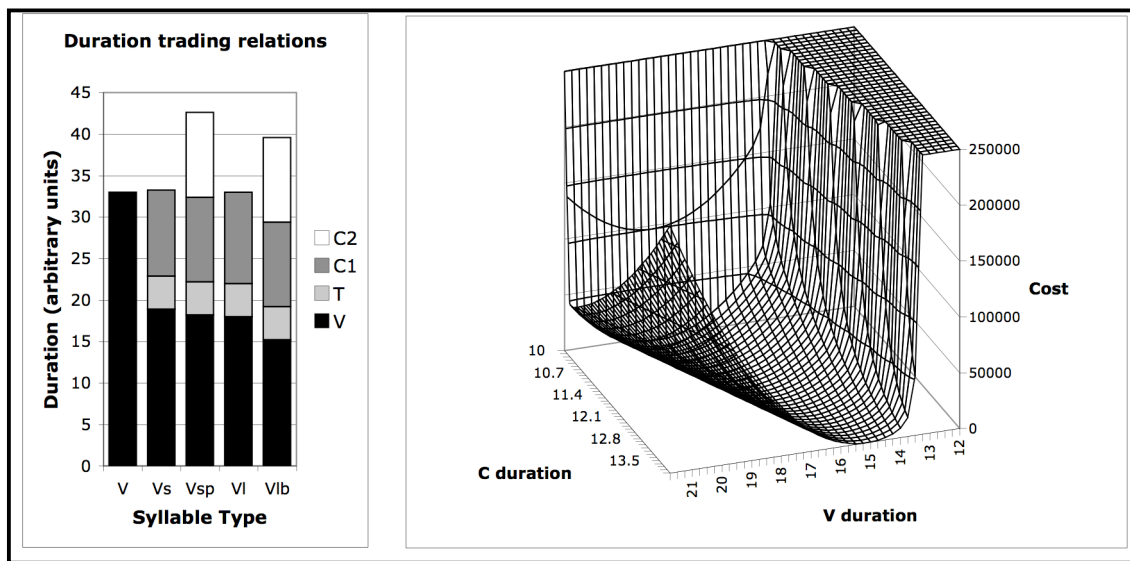 Duration trading relations
Duration (arbitrary units)
45
40
35
30
25
20
15
10
5
0
V Vs Vsp Vl Vlb
Syllable Type
C2
C1
T
V
250000
200000
150000
100000
50000
0
Cost
10
10.7
11.4
12.1
12.8
13.5
C duration
21 20 19 18 17 16 15 14 13 12
V duration